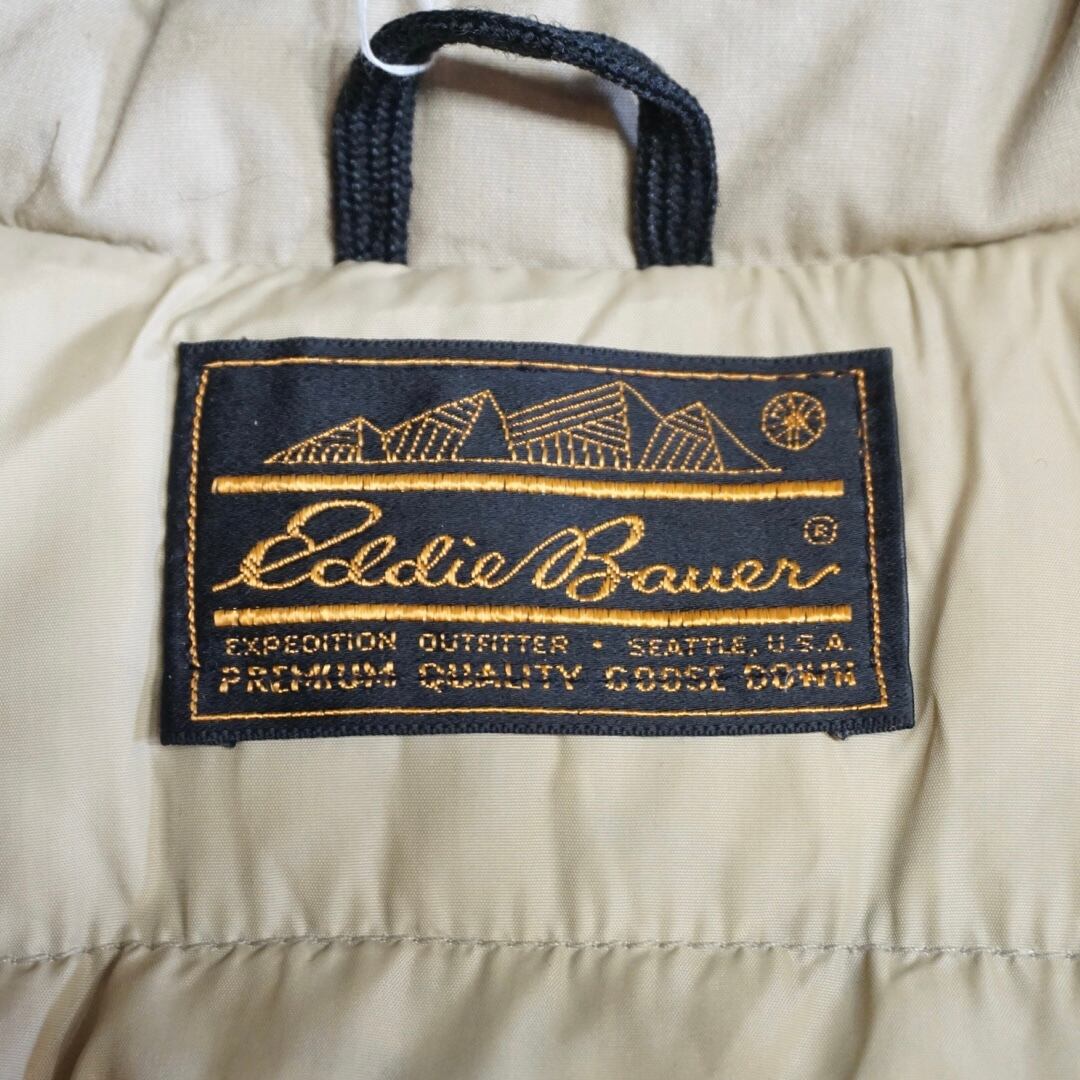 Eddie Bauer ®
EXPEDITION OUTFITTER · SEATTLE, U.S.A.
PREMIUM QUALITY GOOSE DOWN